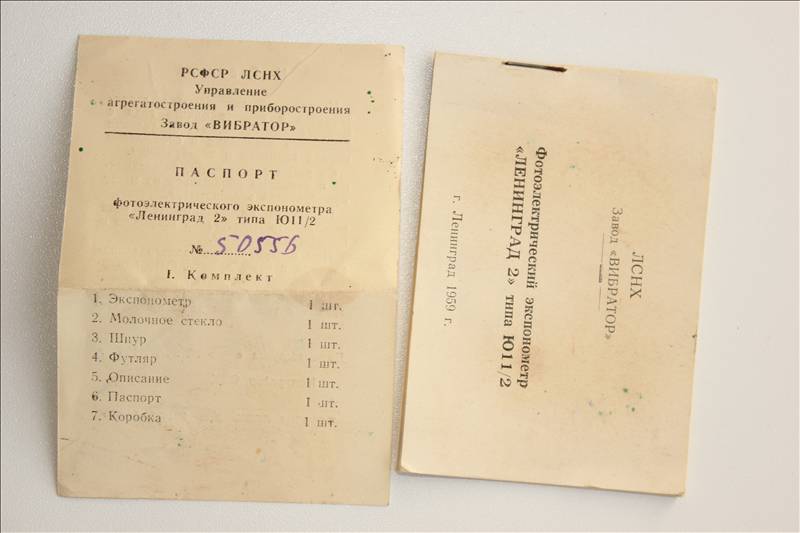 РСФСР ЛСНХ
Управление
агрегатостроения и приборостроения
Завод «ВИБРАТОР»
ПАСПОРТ
фотоэлектрического экспонометра
«Ленинград 2» типа Ю11/2
№ 50556
I. Комплект
1. Экспонометр 1 шт.
2. Молочное стекло 1 шт.
3. Шнур 1 шт.
4. Футляр 1 шт.
5. Описание 1 шт.
6. Паспорт 1 шт.
7. Коробка 1 шт.
ЛСНХ
Завод «ВИБРАТОР»
Фотоэлектрический экспонометр
«ЛЕНИНГРАД 2» типа Ю11/2
г. Ленинград 1959 г.